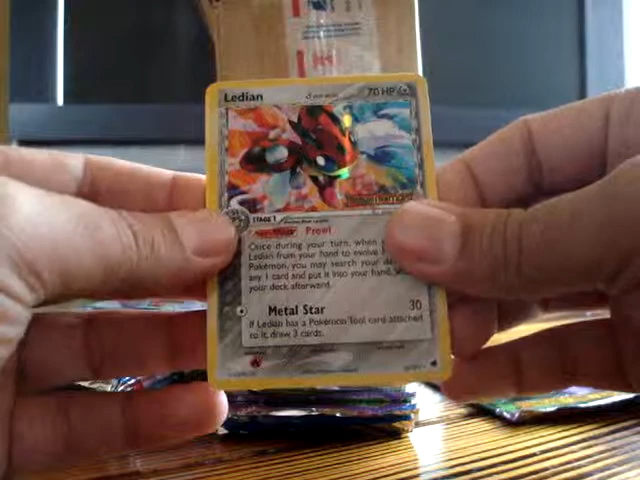 Ledian
70 HP
STAGE 1
Prowl
Once during your turn, when
Ledian from your hand to evolve
Pokémon, you may search your
any 1 card and put it into your hand.
your deck afterward.
Metal Star 30
If Ledian has a Pokémon Tool card attached
to it, draw 3 cards.